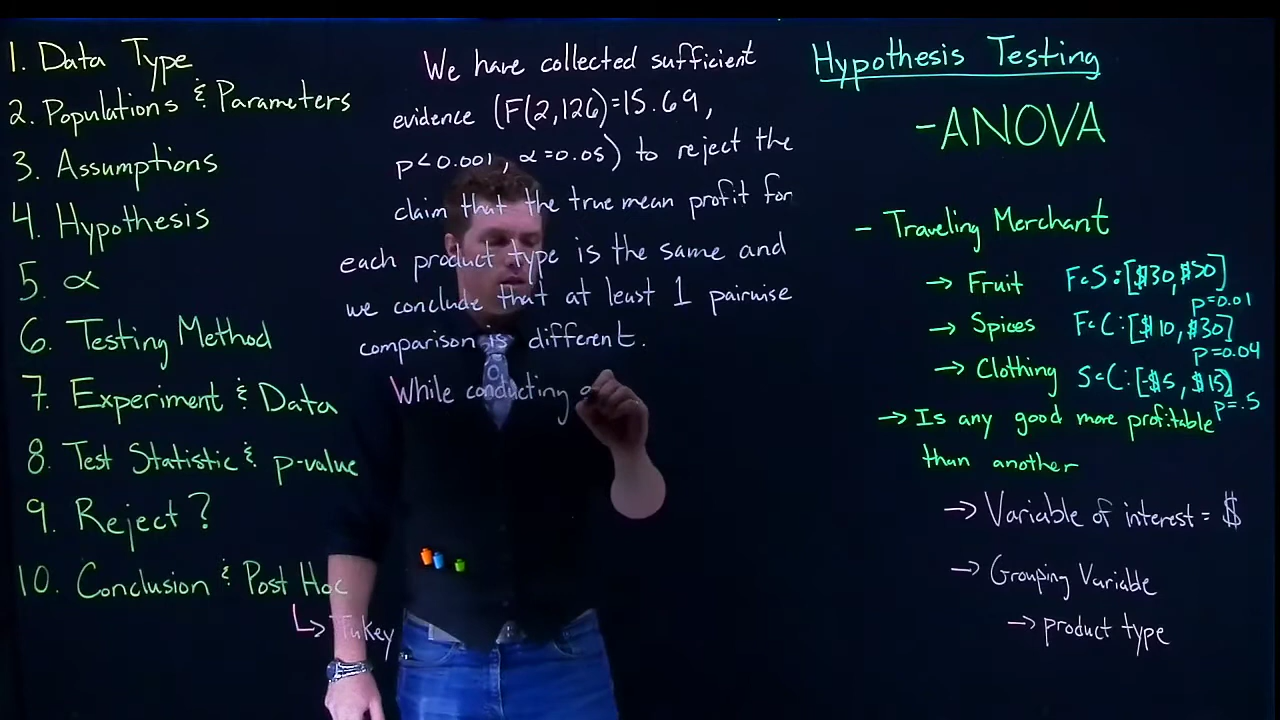 1. Data Type
2. Populations & Parameters
3. Assumptions
4. Hypothesis
5. α
6. Testing Method
7. Experiment & Data
8. Test Statistic & p-value
9. Reject?
10. Conclusion & Post Hoc
↳ Tukey
We have collected sufficient
evidence (F(2,126)=15.69,
p<0.001, α=0.05) to reject the
claim that the true mean profit for
each product type is the same and
we conclude that at least 1 pairwise
comparison is different.
While conducting
Hypothesis Testing
-ANOVA
- Traveling Merchant
→ Fruit F-S:[$30,$50]
p=0.01
→ Spices F-C:[$10,$30]
p=0.04
→ Clothing S-C:[-$5,$15]
p=.5
→ Is any good more profitable
than another
→ Variable of interest = $
→ Grouping Variable
→ product type